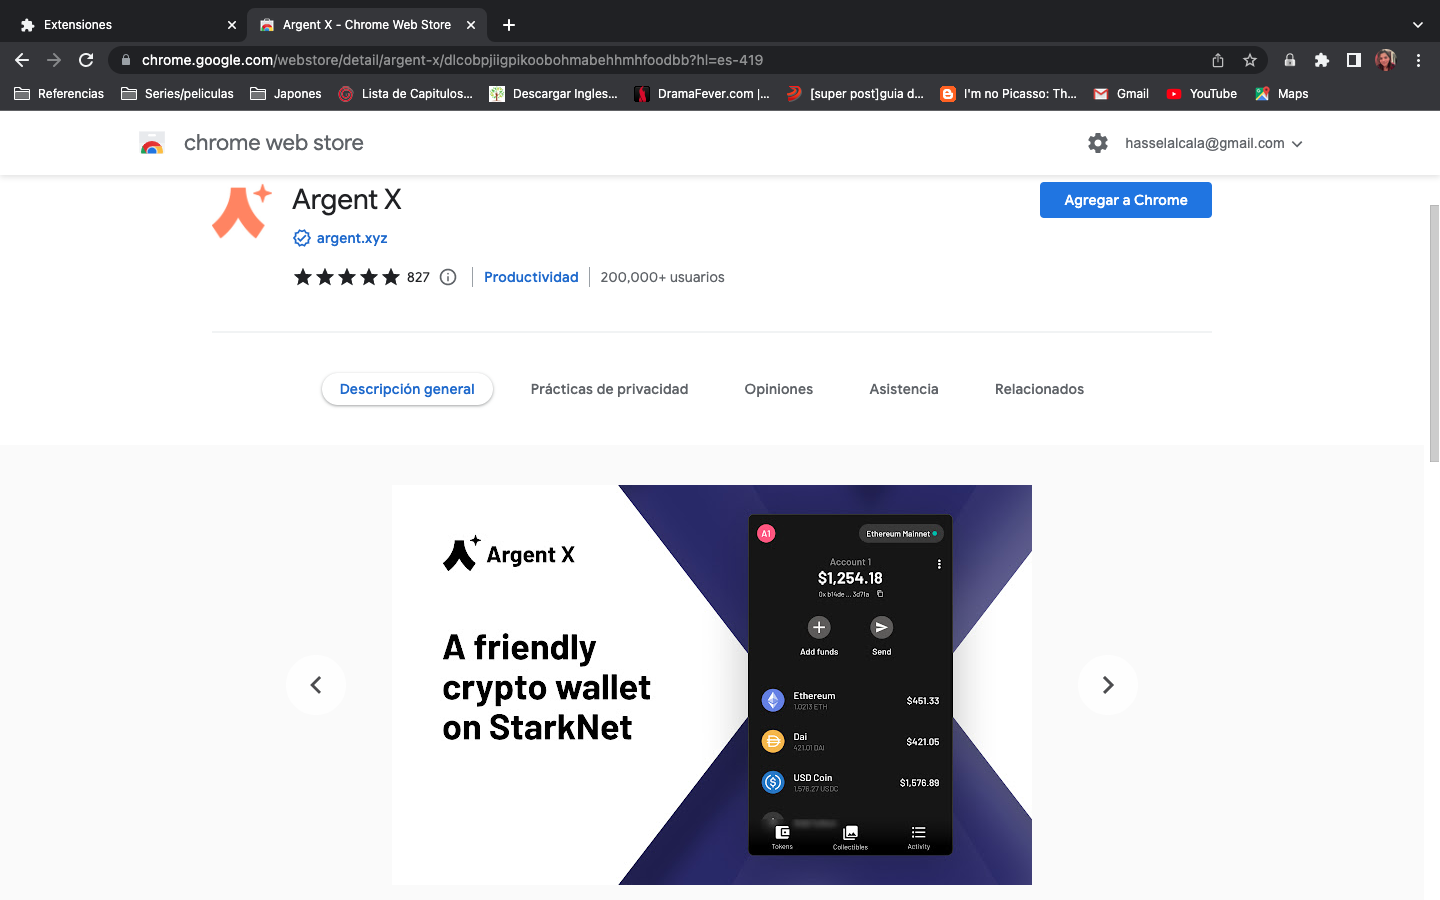 Extensiones
Argent X - Chrome Web Store
chrome.google.com/webstore/detail/argent-x/dlcobpjiigpikoobohmabehhmhfoodbb?hl=es-419
Referencias
Series/peliculas
Japones
Lista de Capitulos...
Descargar Ingles...
DramaFever.com |...
[super post]guia d...
I'm no Picasso: Th...
Gmail
YouTube
Maps
chrome web store
hasselalcala@gmail.com
Argent X
Agregar a Chrome
argent.xyz
827
Productividad
200,000+ usuarios
Descripción general
Prácticas de privacidad
Opiniones
Asistencia
Relacionados
Argent X
A friendly
crypto wallet
on StarkNet
A1
Ethereum Mainnet
Account 1
$1,254.18
0x b14de ... 3d71a
Add funds
Send
Ethereum
1.0213 ETH
$451.33
Dai
421.01 DAI
$421.05
USD Coin
1,576.27 USDC
$1,576.89
Tokens
Collectibles
Activity